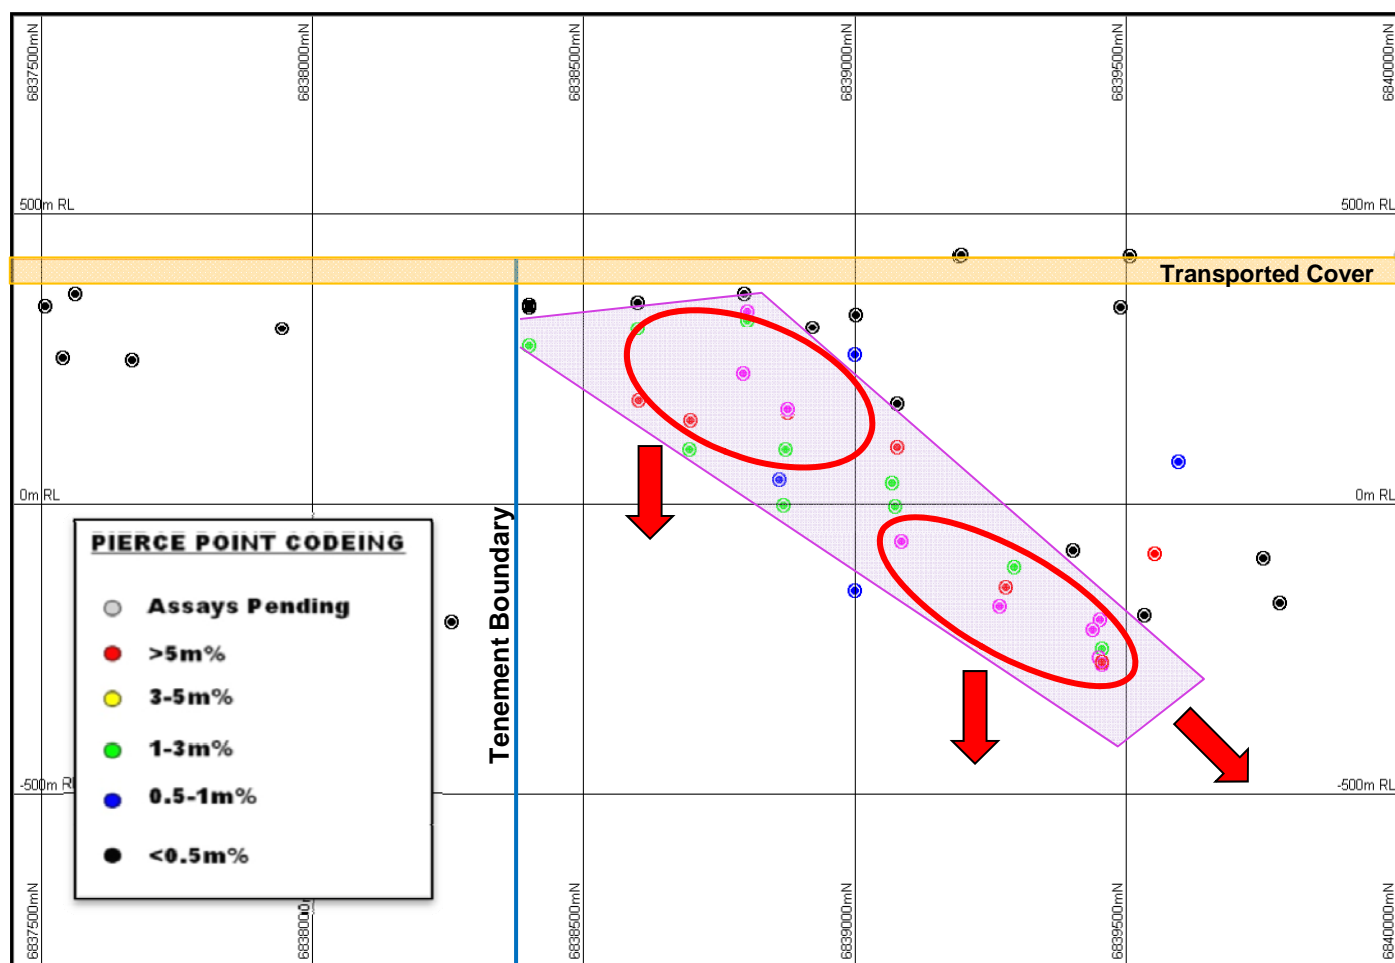 6837500mN
6838000mN
6838500mN
6839000mN
6839500mN
6840000mN
500m RL
500m RL
Transported Cover
0m RL
0m RL
Tenement Boundary
PIERCE POINT CODEING
Assays Pending
>5m%
3-5m%
1-3m%
0.5-1m%
<0.5m%
-500m RL
-500m RL
6837500mN
6838000mN
6838500mN
6839000mN
6839500mN
6840000mN